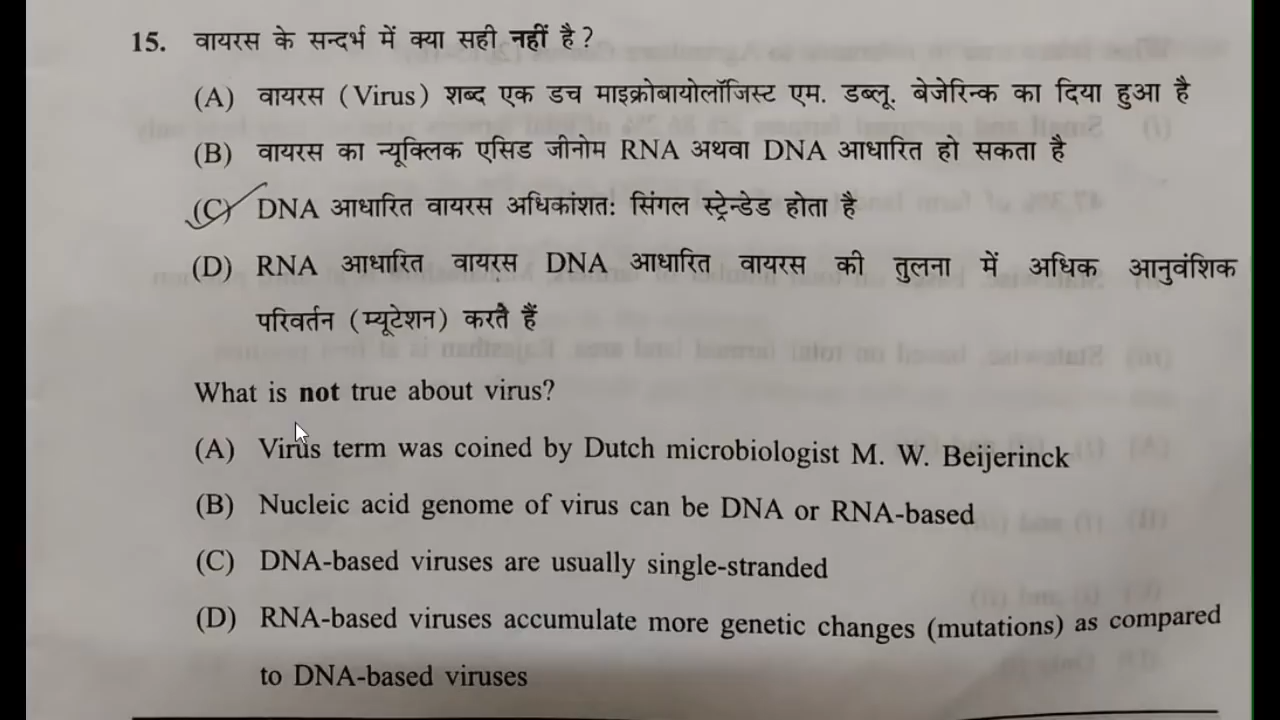 15. वायरस के सन्दर्भ में क्या सही नहीं है ?
(A) वायरस (Virus) शब्द एक डच माइक्रोबायोलॉजिस्ट एम. डब्लू. बेजेरिन्क का दिया हुआ है
(B) वायरस का न्यूक्लिक एसिड जीनोम RNA अथवा DNA आधारित हो सकता है
(C) DNA आधारित वायरस अधिकांशत: सिंगल स्ट्रेन्डेड होता है
(D) RNA आधारित वायरस DNA आधारित वायरस की तुलना में अधिक आनुवंशिक
परिवर्तन (म्यूटेशन) करते हैं
What is not true about virus?
(A) Virus term was coined by Dutch microbiologist M. W. Beijerinck
(B) Nucleic acid genome of virus can be DNA or RNA-based
(C) DNA-based viruses are usually single-stranded
(D) RNA-based viruses accumulate more genetic changes (mutations) as compared
to DNA-based viruses